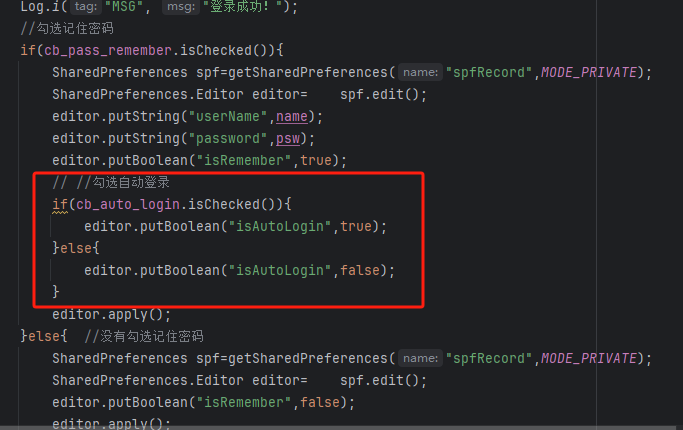 Log.i( tag: "MSG", msg: "登录成功！");
//勾选记住密码
if(cb_pass_remember.isChecked()){
SharedPreferences spf=getSharedPreferences( name: "spfRecord",MODE_PRIVATE);
SharedPreferences.Editor editor=    spf.edit();
editor.putString("userName",name);
editor.putString("password",psw);
editor.putBoolean("isRemember",true);
// //勾选自动登录
if(cb_auto_login.isChecked()){
editor.putBoolean("isAutoLogin",true);
}else{
editor.putBoolean("isAutoLogin",false);
}
editor.apply();
}else{  //没有勾选记住密码
SharedPreferences spf=getSharedPreferences( name: "spfRecord",MODE_PRIVATE);
SharedPreferences.Editor editor=    spf.edit();
editor.putBoolean("isRemember",false);
editor.apply();